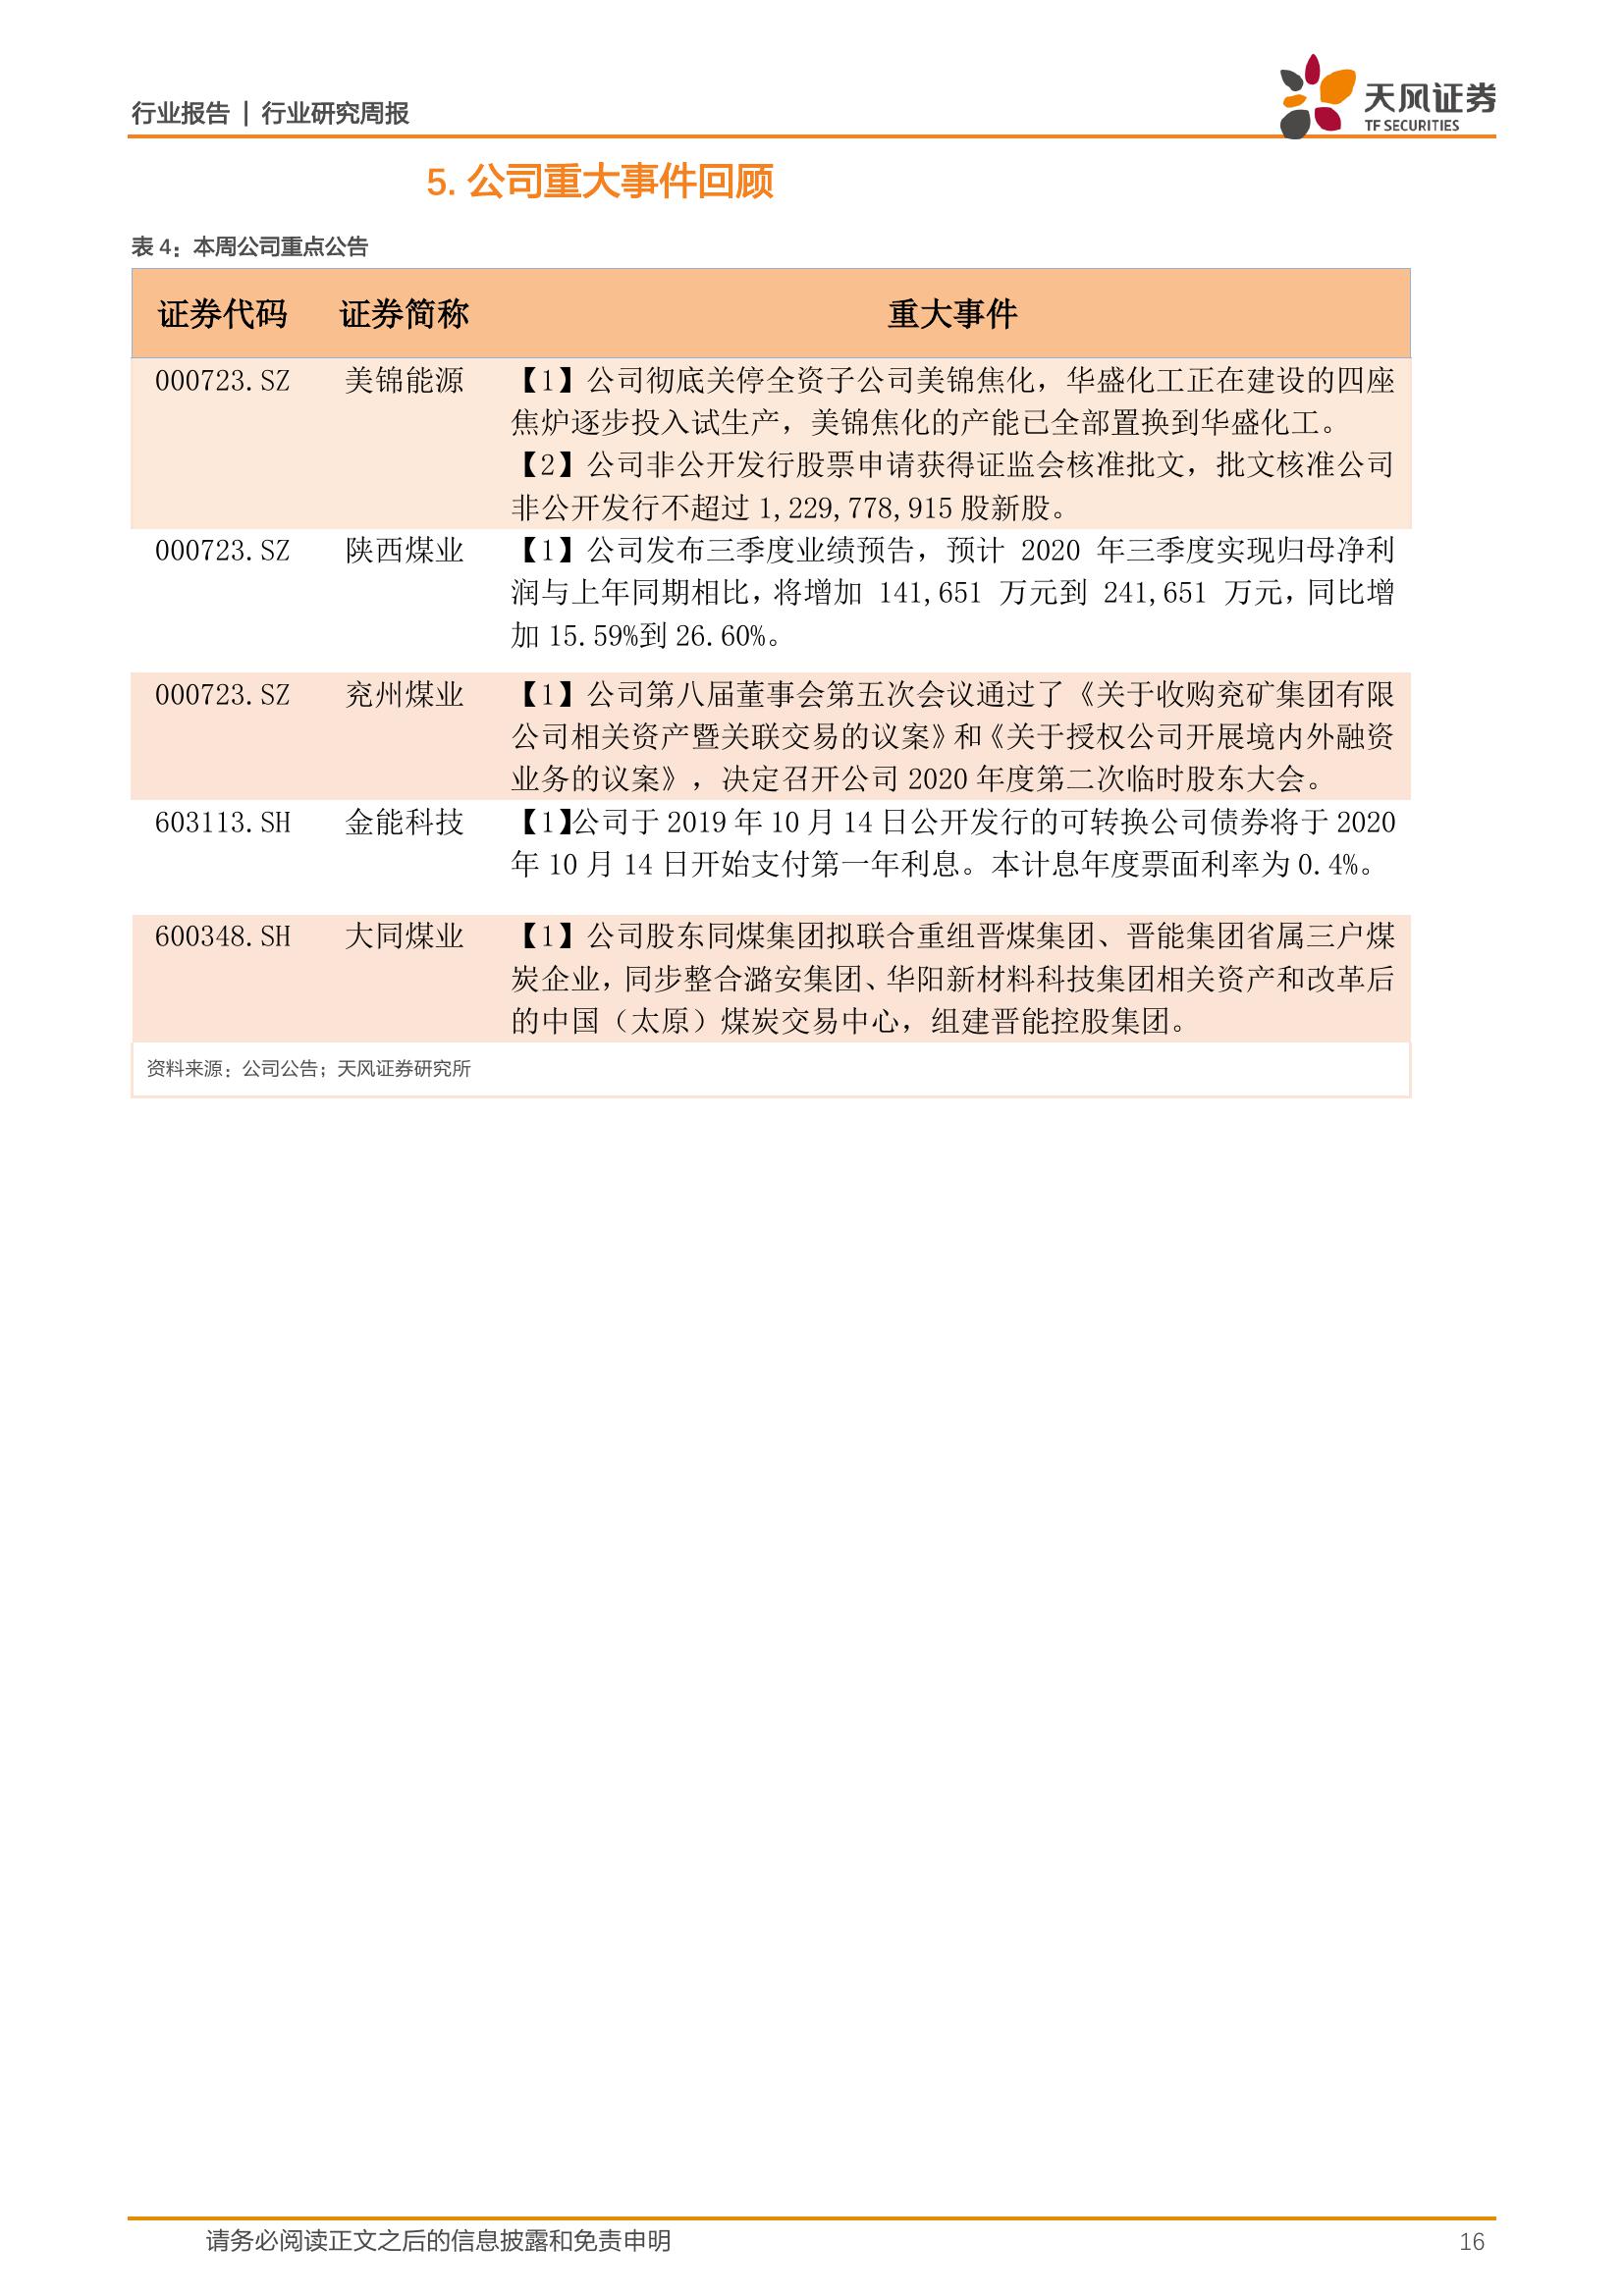 行业报告 | 行业研究周报
天风证券
TF SECURITIES
5. 公司重大事件回顾
表 4：本周公司重点公告
证券代码 证券简称 重大事件
000723.SZ 美锦能源 【1】公司彻底关停全资子公司美锦焦化，华盛化工正在建设的四座
焦炉逐步投入试生产，美锦焦化的产能已全部置换到华盛化工。
【2】公司非公开发行股票申请获得证监会核准批文，批文核准公司
非公开发行不超过 1,229,778,915 股新股。
000723.SZ 陕西煤业 【1】公司发布三季度业绩预告，预计 2020 年三季度实现归母净利
润与上年同期相比，将增加 141,651 万元到 241,651 万元，同比增
加 15.59%到 26.60%。
000723.SZ 兖州煤业 【1】公司第八届董事会第五次会议通过了《关于收购兖矿集团有限
公司相关资产暨关联交易的议案》和《关于授权公司开展境内外融资
业务的议案》，决定召开公司 2020 年度第二次临时股东大会。
603113.SH 金能科技 【1】公司于 2019 年 10 月 14 日公开发行的可转换公司债券将于 2020
年 10 月 14 日开始支付第一年利息。本计息年度票面利率为 0.4%。
600348.SH 大同煤业 【1】公司股东同煤集团拟联合重组晋煤集团、晋能集团省属三户煤
炭企业，同步整合潞安集团、华阳新材料科技集团相关资产和改革后
的中国（太原）煤炭交易中心，组建晋能控股集团。
资料来源：公司公告；天风证券研究所
请务必阅读正文之后的信息披露和免责申明 16